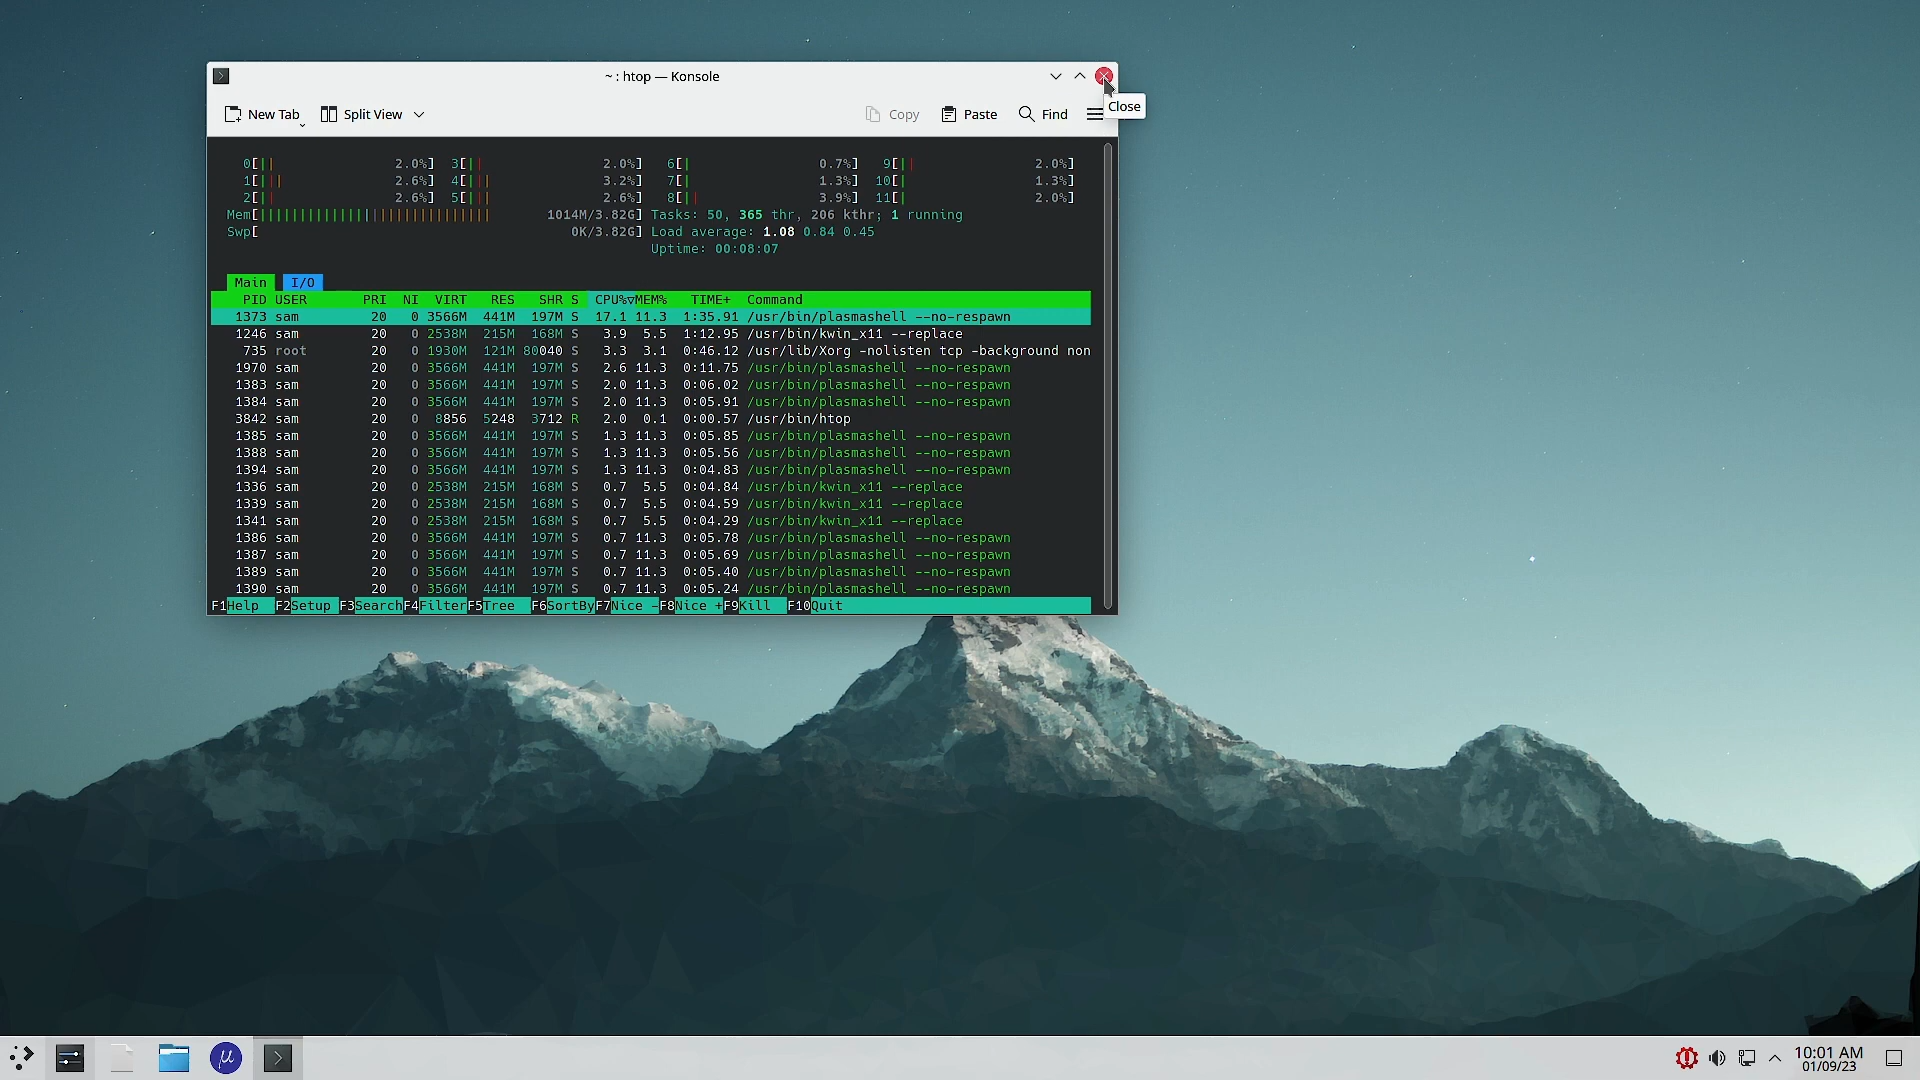 ~ : htop — Konsole
New Tab Split View Copy Paste Find
Close
0[|| 2.0%] 3[|| 2.0%] 6[| 0.7%] 9[|| 2.0%]
1[||| 2.6%] 4[||| 3.2%] 7[| 1.3%] 10[| 1.3%]
2[|| 2.6%] 5[||| 2.6%] 8[|| 3.9%] 11[| 2.0%]
Mem[||||||||||||||||||||||||||||| 1014M/3.82G] Tasks: 50, 365 thr, 206 kthr; 1 running
Swp[ 0K/3.82G] Load average: 1.08 0.84 0.45
Uptime: 00:08:07
Main I/O
PID USER PRI NI VIRT RES SHR S CPU%▽MEM% TIME+ Command
1373 sam 20 0 3566M 441M 197M S 17.1 11.3 1:35.91 /usr/bin/plasmashell --no-respawn
1246 sam 20 0 2538M 215M 168M S 3.9 5.5 1:12.95 /usr/bin/kwin_x11 --replace
735 root 20 0 1930M 121M 80040 S 3.3 3.1 0:46.12 /usr/lib/Xorg -nolisten tcp -background non
1970 sam 20 0 3566M 441M 197M S 2.6 11.3 0:11.75 /usr/bin/plasmashell --no-respawn
1383 sam 20 0 3566M 441M 197M S 2.0 11.3 0:06.02 /usr/bin/plasmashell --no-respawn
1384 sam 20 0 3566M 441M 197M S 2.0 11.3 0:05.91 /usr/bin/plasmashell --no-respawn
3842 sam 20 0 8856 5248 3712 R 2.0 0.1 0:00.57 /usr/bin/htop
1385 sam 20 0 3566M 441M 197M S 1.3 11.3 0:05.85 /usr/bin/plasmashell --no-respawn
1388 sam 20 0 3566M 441M 197M S 1.3 11.3 0:05.56 /usr/bin/plasmashell --no-respawn
1394 sam 20 0 3566M 441M 197M S 1.3 11.3 0:04.83 /usr/bin/plasmashell --no-respawn
1336 sam 20 0 2538M 215M 168M S 0.7 5.5 0:04.84 /usr/bin/kwin_x11 --replace
1339 sam 20 0 2538M 215M 168M S 0.7 5.5 0:04.59 /usr/bin/kwin_x11 --replace
1341 sam 20 0 2538M 215M 168M S 0.7 5.5 0:04.29 /usr/bin/kwin_x11 --replace
1386 sam 20 0 3566M 441M 197M S 0.7 11.3 0:05.78 /usr/bin/plasmashell --no-respawn
1387 sam 20 0 3566M 441M 197M S 0.7 11.3 0:05.69 /usr/bin/plasmashell --no-respawn
1389 sam 20 0 3566M 441M 197M S 0.7 11.3 0:05.40 /usr/bin/plasmashell --no-respawn
1390 sam 20 0 3566M 441M 197M S 0.7 11.3 0:05.24 /usr/bin/plasmashell --no-respawn
F1Help F2Setup F3SearchF4FilterF5Tree F6SortByF7Nice -F8Nice +F9Kill F10Quit
μ
10:01 AM
01/09/23